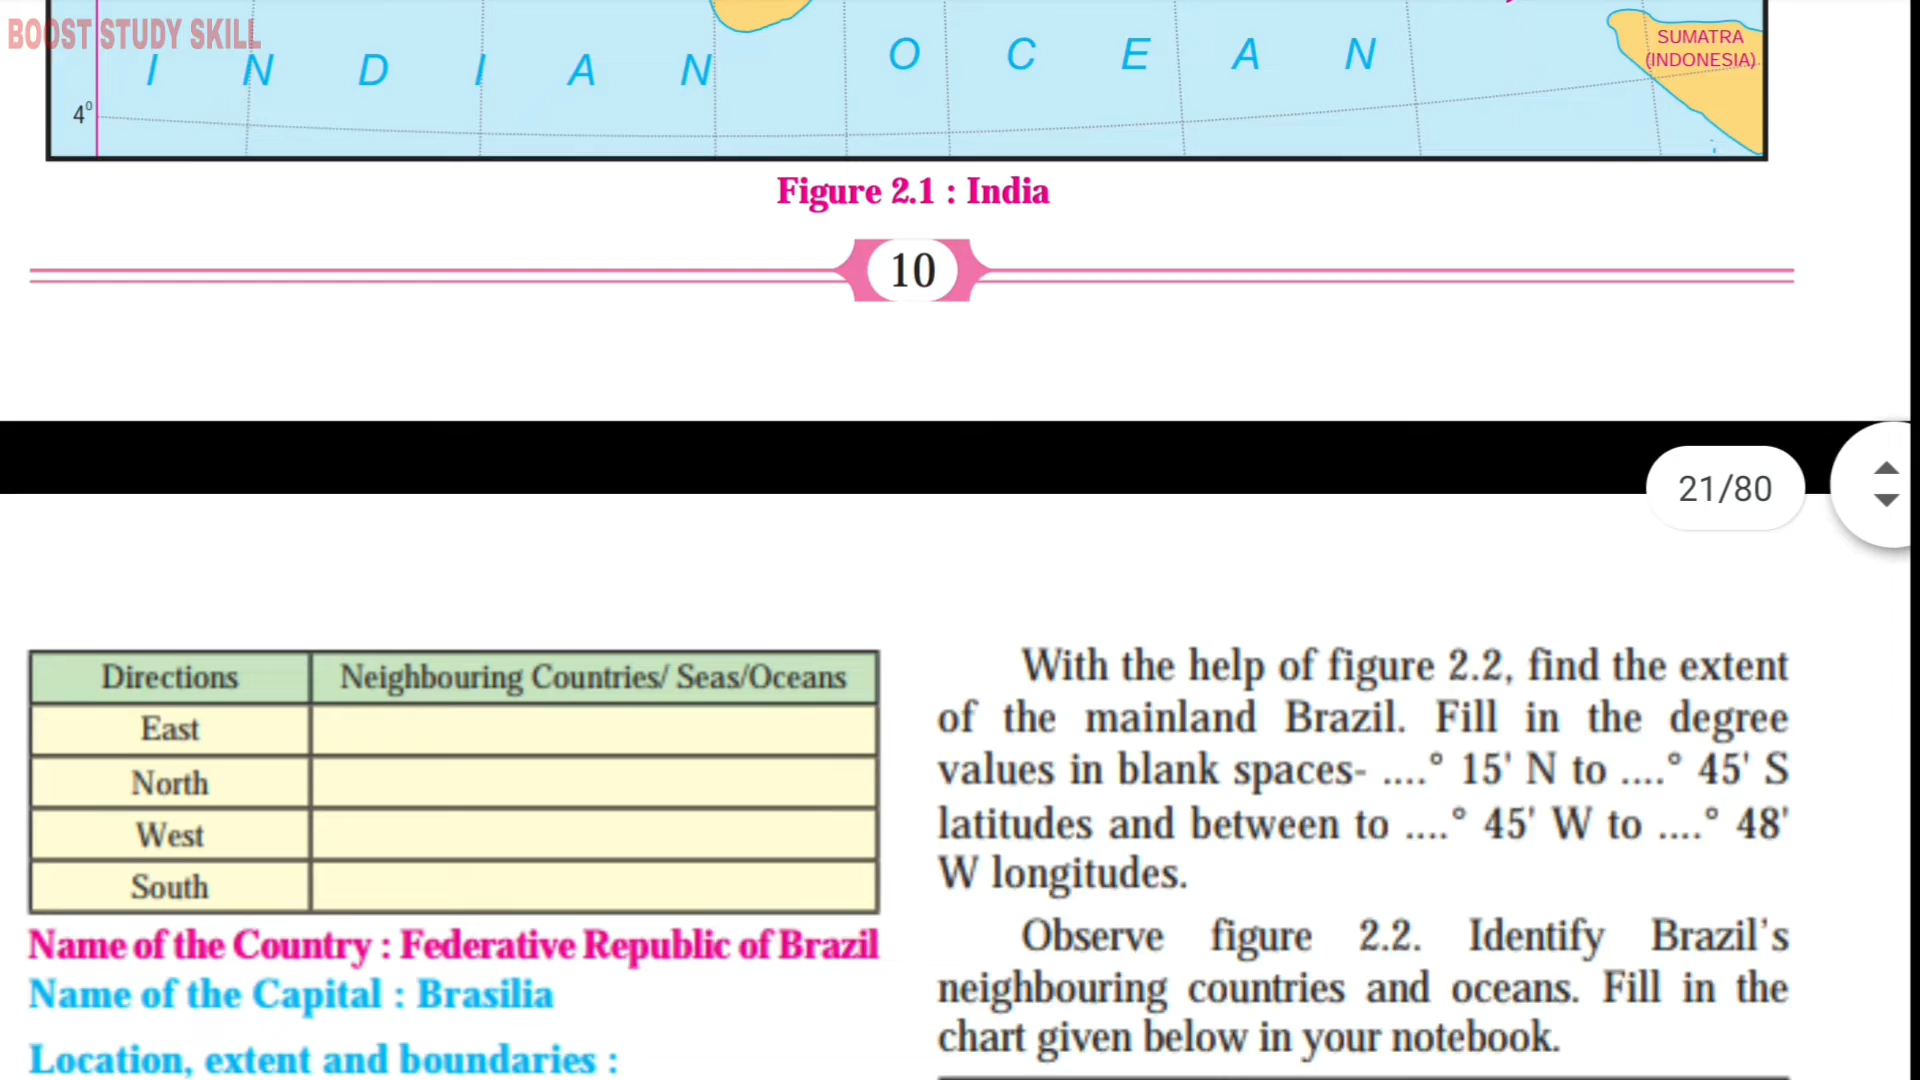 BOOST STUDY SKILL
INDIAN OCEAN
SUMATRA
(INDONESIA)
4⁰
Figure 2.1 : India
10
21/80
Directions Neighbouring Countries/ Seas/Oceans
East
North
West
South
Name of the Country : Federative Republic of Brazil
Name of the Capital : Brasilia
Location, extent and boundaries :
With the help of figure 2.2, find the extent
of the mainland Brazil. Fill in the degree
values in blank spaces- ....° 15' N to ....° 45' S
latitudes and between to ....° 45' W to ....° 48'
W longitudes.
Observe figure 2.2. Identify Brazil's
neighbouring countries and oceans. Fill in the
chart given below in your notebook.